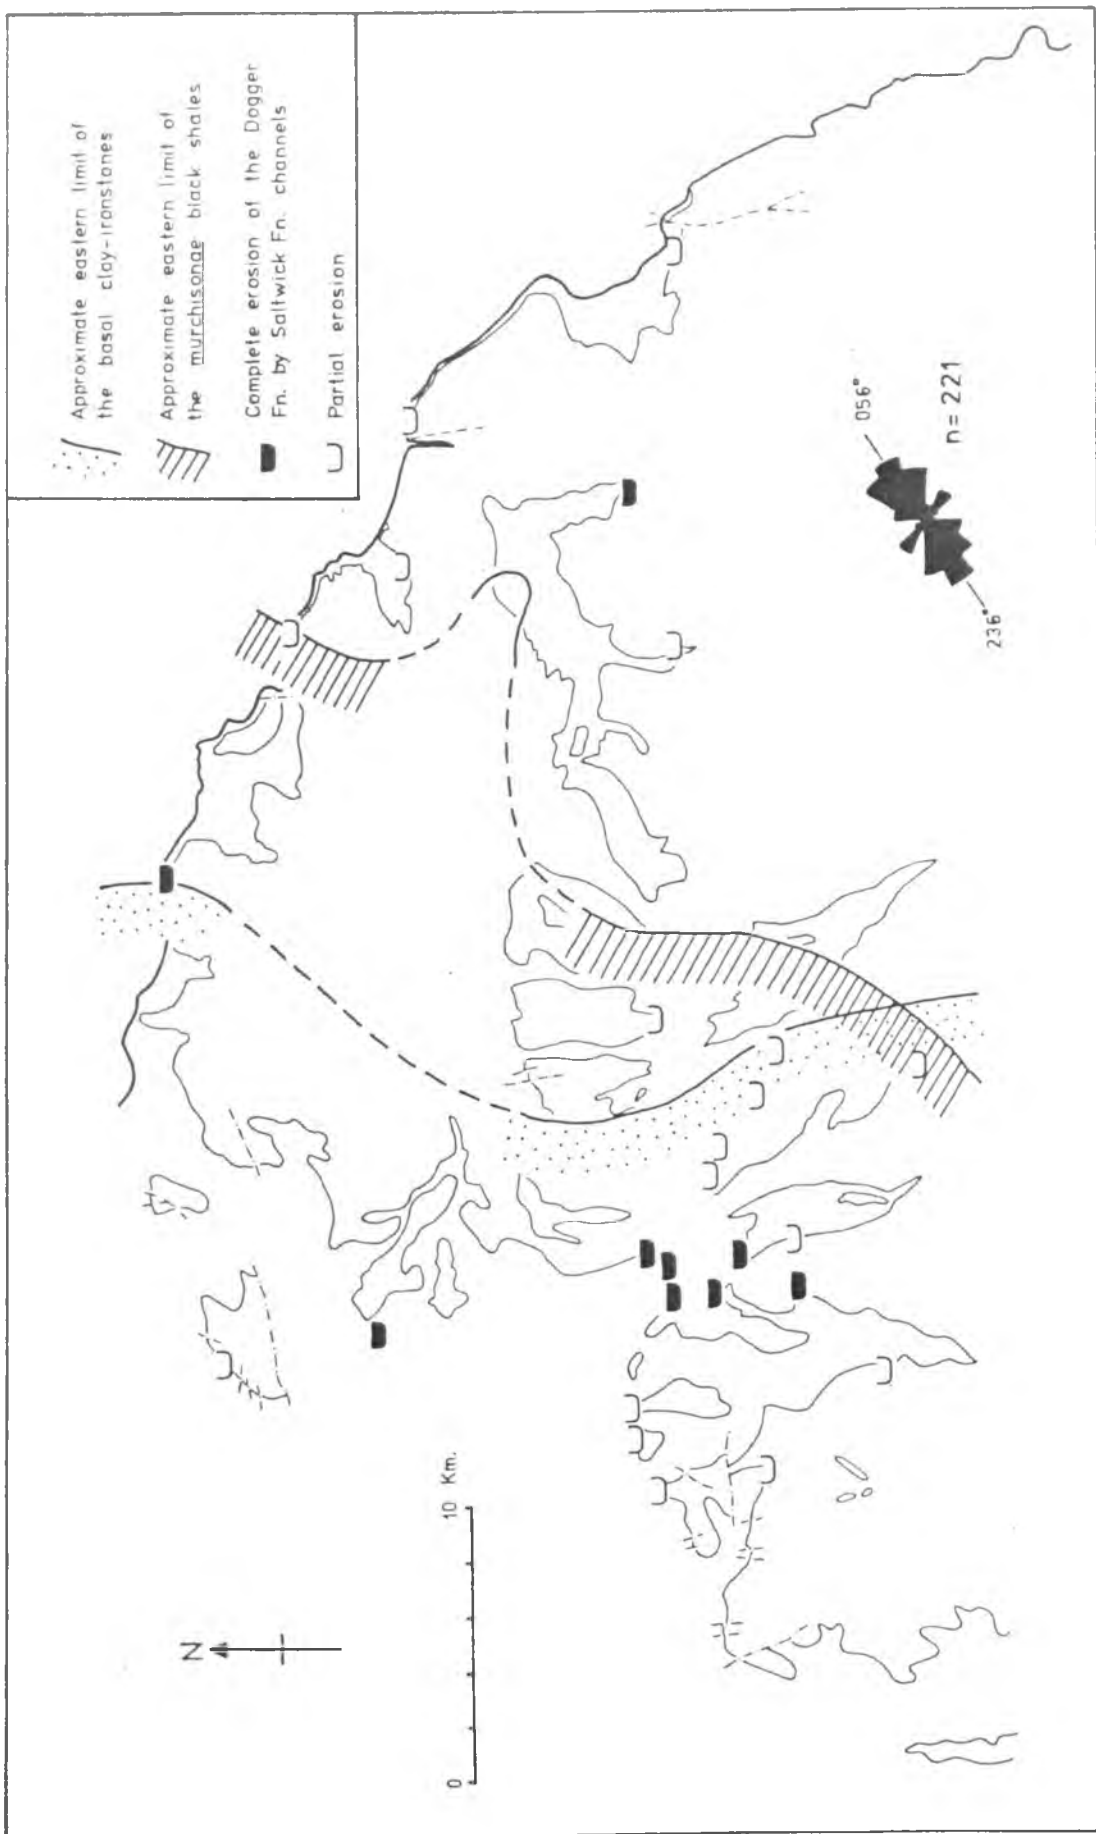 Approximate eastern limit of
the basal clay-ironstones
Approximate eastern limit of
the murchisonae black shales
Complete erosion of the Dogger
Fn. by Saltwick Fn. channels
Partial erosion
N
0
10 Km.
056°
236°
n= 221